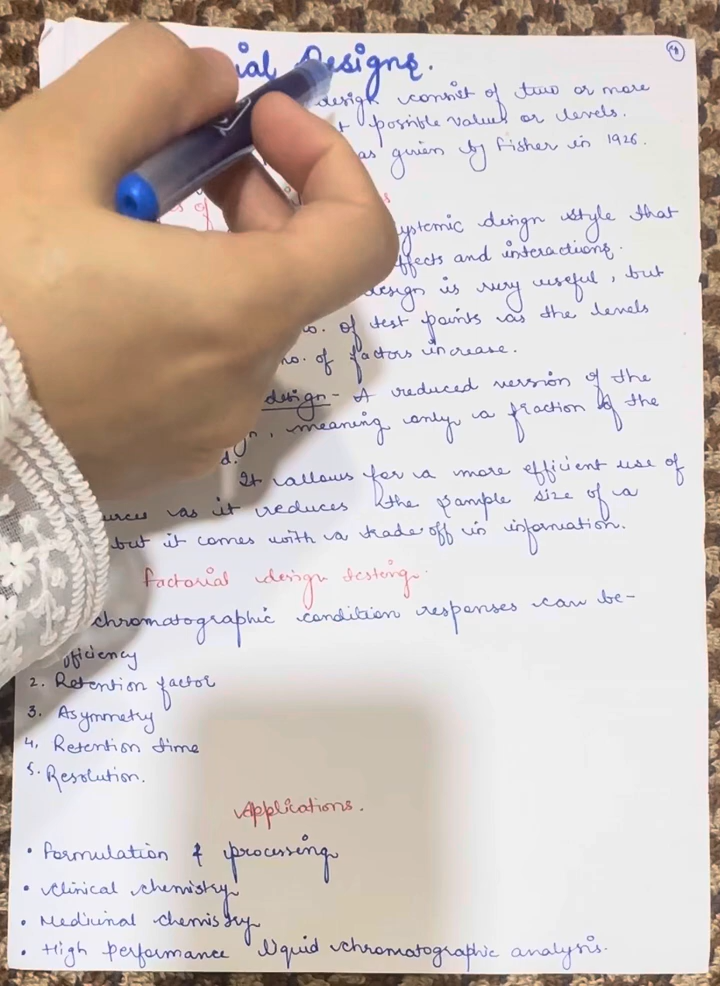 ial Designs.
design consist of two or more
t possible values or levels.
as given by Fisher in 1926.
es of s
ystemic design style that
ffects and interactions.
design is very useful, but
no. of test points as the levels
no. of factors increase.
design - A reduced version of the
n, meaning only a fraction of the
d.
It allows for a more efficient use of
urces as it reduces the sample size of a
but it comes with a trade off in information.
factorial design testing.
chromatographic condition responses can be-
fficiency
2. Retention factor
3. Asymmetry
4. Retention time
5. Resolution.
Applications.
• Formulation & processing
• Clinical chemistry
• Medicinal chemistry
• High performance liquid chromatographic analysis.